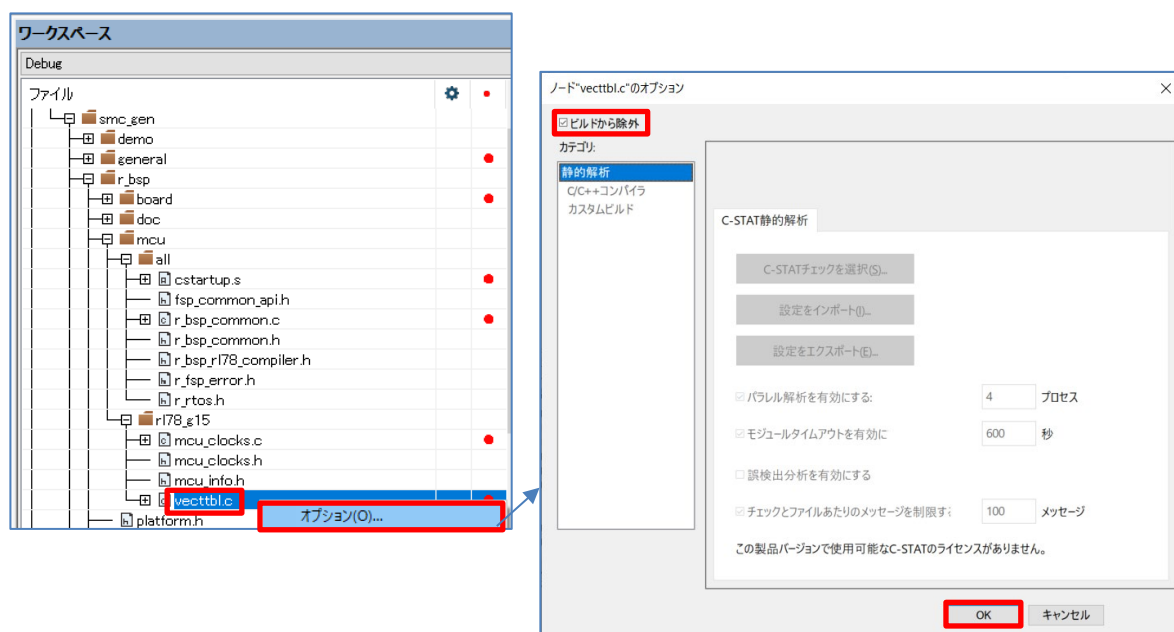 ワークスペース
Debug
ファイル
smc_gen
demo
general
r_bsp
board
doc
mcu
all
cstartup.s
fsp_common_api.h
r_bsp_common.c
r_bsp_common.h
r_bsp_rl78_compiler.h
r_fsp_error.h
r_rtos.h
rl78_g15
mcu_clocks.c
mcu_clocks.h
mcu_info.h
vecttbl.c
オプション(O)...
platform.h
ノード"vecttbl.c"のオプション
ビルドから除外
カテゴリ:
静的解析
C/C++コンパイラ
カスタムビルド
C-STAT静的解析
C-STATチェックを選択(S)...
設定をインポート(I)...
設定をエクスポート(E)...
パラレル解析を有効にする: 4 プロセス
モジュールタイムアウトを有効に 600 秒
誤検出分析を有効にする
チェックとファイルあたりのメッセージを制限す 100 メッセージ
この製品バージョンで使用可能なC-STATのライセンスがありません。
OK キャンセル